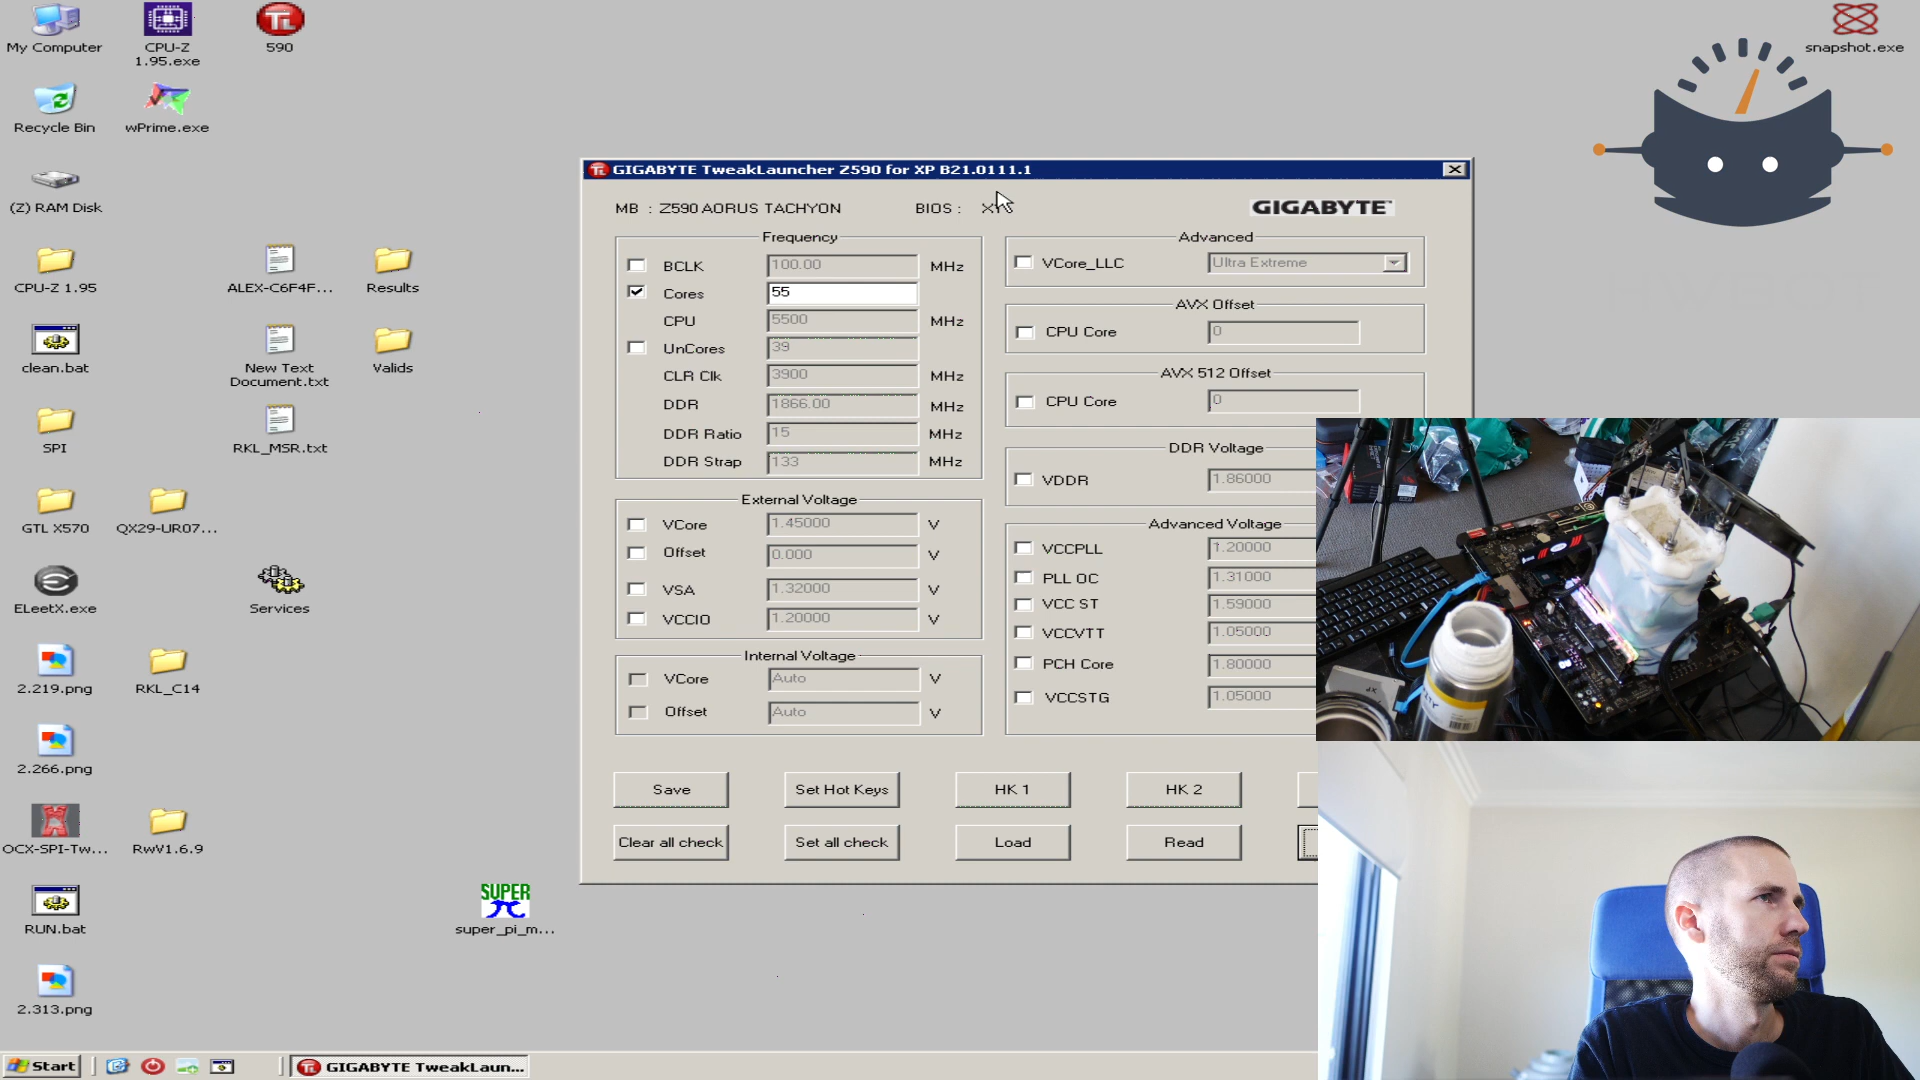 My Computer
CPU-Z
1.95.exe
590
snapshot.exe
Recycle Bin
wPrime.exe
(Z) RAM Disk
CPU-Z 1.95
ALEX-C6F4F...
Results
clean.bat
New Text
Document.txt
Valids
SPI
RKL_MSR.txt
GTL X570
QX29-UR07...
ELeetX.exe
Services
2.219.png
RKL_C14
2.266.png
OCX-SPI-Tw...
RwV1.6.9
RUN.bat
SUPER
super_pi_m...
2.313.png
GIGABYTE TweakLauncher Z590 for XP B21.0111.1
MB : Z590 AORUS TACHYON
BIOS :
GIGABYTE
Frequency
BCLK 100.00 MHz
Cores 55
CPU 5500 MHz
UnCores 39
CLR Clk 3900 MHz
DDR 1866.00 MHz
DDR Ratio 15 MHz
DDR Strap 133 MHz
External Voltage
VCore 1.45000 V
Offset 0.000 V
VSA 1.32000 V
VCCIO 1.20000 V
Internal Voltage
VCore Auto V
Offset Auto V
Advanced
VCore_LLC Ultra Extreme
AVX Offset
CPU Core 0
AVX 512 Offset
CPU Core 0
DDR Voltage
VDDR 1.86000
Advanced Voltage
VCCPLL 1.20000
PLL OC 1.31000
VCC ST 1.59000
VCCVTT 1.05000
PCH Core 1.80000
VCCSTG 1.05000
Save
Set Hot Keys
HK 1
HK 2
Clear all check
Set all check
Load
Read
Start
GIGABYTE TweakLaun...